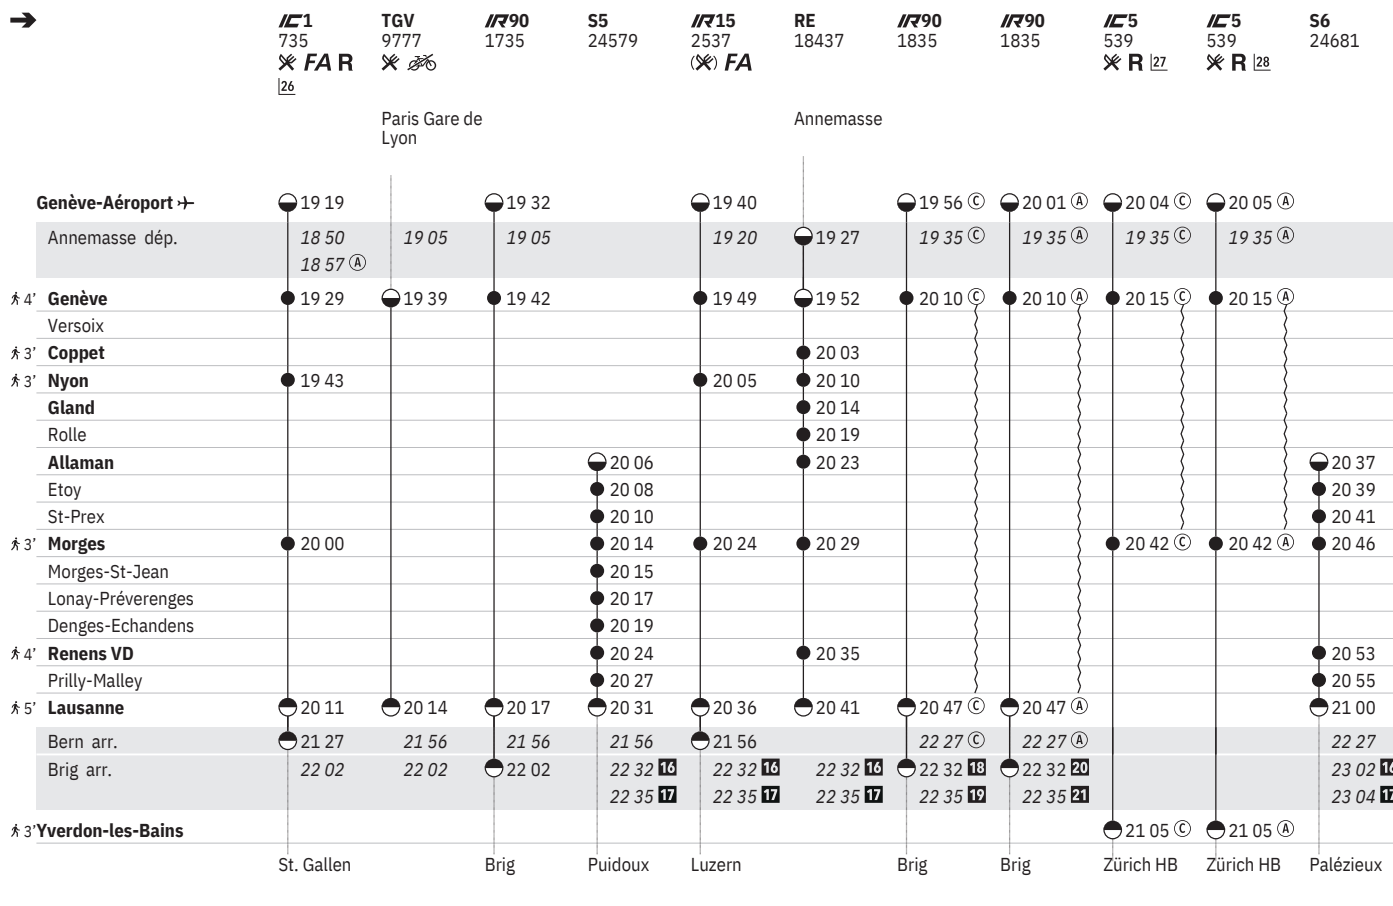 IC1 TGV IR90 S5 IR15 RE IR90 IR90 IC5 IC5 S6
735 9777 1735 24579 2537 18437 1835 1835 539 539 24681
FA R FA R 27 R 28
26
Paris Gare de Annemasse
Lyon
Genève-Aéroport 19 19 19 32 19 40 19 56 C 20 01 A 20 04 C 20 05 A
Annemasse dép. 18 50 19 05 19 05 19 20 19 27 19 35 C 19 35 A 19 35 C 19 35 A
18 57 A
4' Genève 19 29 19 39 19 42 19 49 19 52 20 10 C 20 10 A 20 15 C 20 15 A
Versoix
3' Coppet 20 03
3' Nyon 19 43 20 05 20 10
Gland 20 14
Rolle 20 19
Allaman 20 06 20 23 20 37
Etoy 20 08 20 39
St-Prex 20 10 20 41
3' Morges 20 00 20 14 20 24 20 29 20 42 C 20 42 A 20 46
Morges-St-Jean 20 15
Lonay-Préverenges 20 17
Denges-Echandens 20 19
4' Renens VD 20 24 20 35 20 53
Prilly-Malley 20 27 20 55
5' Lausanne 20 11 20 14 20 17 20 31 20 36 20 41 20 47 C 20 47 A 21 00
Bern arr. 21 27 21 56 21 56 21 56 21 56 22 27 C 22 27 A 22 27
Brig arr. 22 02 22 02 22 02 22 32 16 22 32 16 22 32 16 22 32 18 22 32 20 23 02 16
22 35 17 22 35 17 22 35 17 22 35 19 22 35 21 23 04 17
3' Yverdon-les-Bains 21 05 C 21 05 A
St. Gallen Brig Puidoux Luzern Brig Brig Zürich HB Zürich HB Palézieux